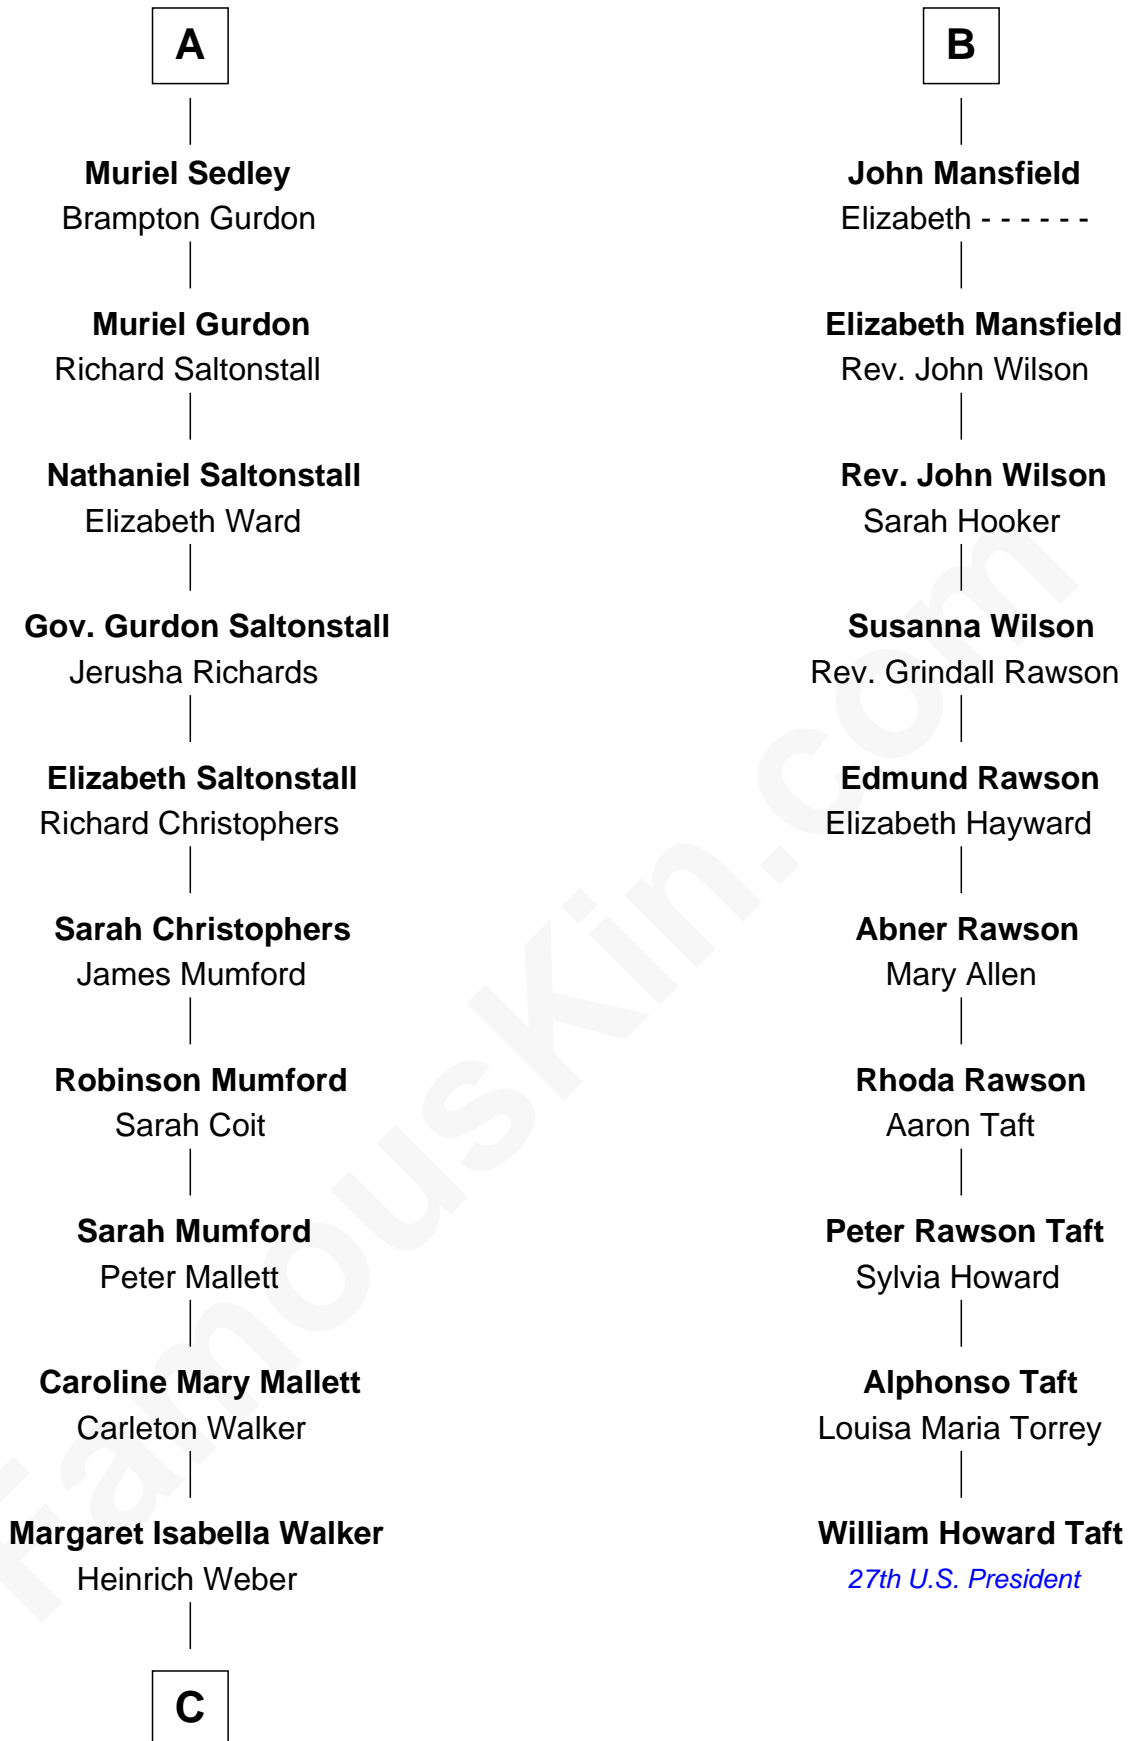 A
Muriel Sedley
Brampton Gurdon
Muriel Gurdon
Richard Saltonstall
Nathaniel Saltonstall
Elizabeth Ward
Gov. Gurdon Saltonstall
Jerusha Richards
Elizabeth Saltonstall
Richard Christophers
Sarah Christophers
James Mumford
Robinson Mumford
Sarah Coit
Sarah Mumford
Peter Mallett
Caroline Mary Mallett
Carleton Walker
Margaret Isabella Walker
Heinrich Weber
C
B
John Mansfield
Elizabeth - - - - - -
Elizabeth Mansfield
Rev. John Wilson
Rev. John Wilson
Sarah Hooker
Susanna Wilson
Rev. Grindall Rawson
Edmund Rawson
Elizabeth Hayward
Abner Rawson
Mary Allen
Rhoda Rawson
Aaron Taft
Peter Rawson Taft
Sylvia Howard
Alphonso Taft
Louisa Maria Torrey
William Howard Taft
27th U.S. President
FamousKin.com